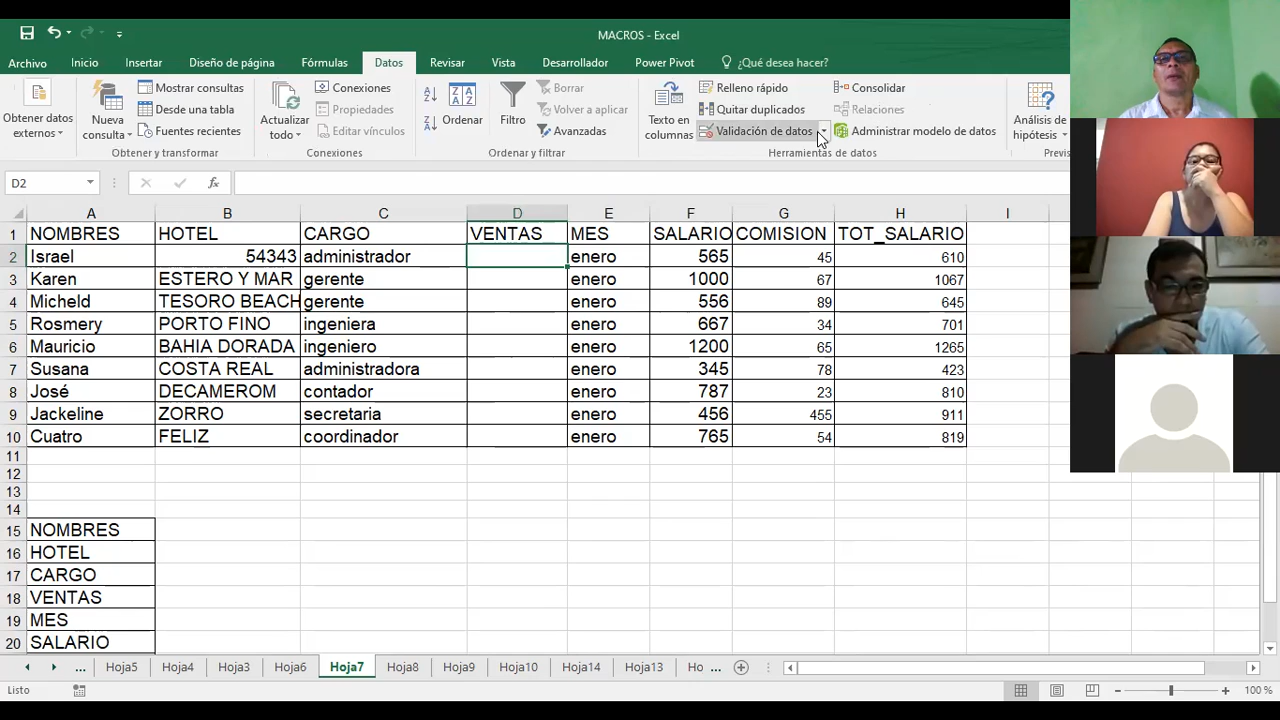 MACROS - Excel
Archivo Inicio Insertar Diseño de página Fórmulas Datos Revisar Vista Desarrollador Power Pivot ¿Qué desea hacer?
Obtener datos externos
Nueva consulta
Mostrar consultas
Desde una tabla
Fuentes recientes
Obtener y transformar
Actualizar todo
Conexiones
Propiedades
Editar vínculos
Conexiones
Ordenar
Filtro
Borrar
Volver a aplicar
Avanzadas
Ordenar y filtrar
Texto en columnas
Relleno rápido
Quitar duplicados
Validación de datos
Consolidar
Relaciones
Administrar modelo de datos
Herramientas de datos
Análisis de hipótesis
Previs
D2 fx
A B C D E F G H I
1 NOMBRES HOTEL CARGO VENTAS MES SALARIO COMISION TOT_SALARIO
2 Israel 54343 administrador enero 565 45 610
3 Karen ESTERO Y MAR gerente enero 1000 67 1067
4 Micheld TESORO BEACH gerente enero 556 89 645
5 Rosmery PORTO FINO ingeniera enero 667 34 701
6 Mauricio BAHIA DORADA ingeniero enero 1200 65 1265
7 Susana COSTA REAL administradora enero 345 78 423
8 José DECAMEROM contador enero 787 23 810
9 Jackeline ZORRO secretaria enero 456 455 911
10 Cuatro FELIZ coordinador enero 765 54 819
11
12
13
14
15 NOMBRES
16 HOTEL
17 CARGO
18 VENTAS
19 MES
20 SALARIO
... Hoja5 Hoja4 Hoja3 Hoja6 Hoja7 Hoja8 Hoja9 Hoja10 Hoja14 Hoja13 Ho ...
Listo 100 %